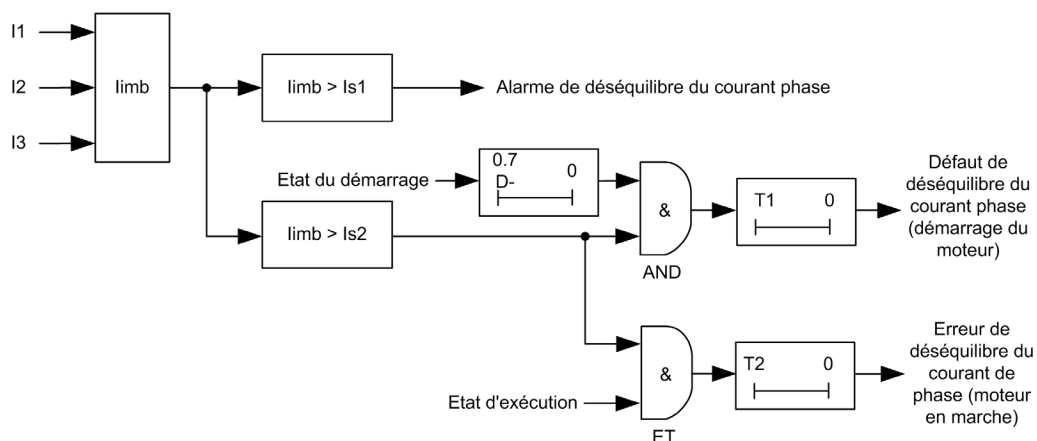 I1
I2
I3
Iimb
Iimb > Is1
Alarme de déséquilibre du courant phase
Etat du démarrage
0.7
D-
0
Iimb > Is2
&
AND
T1
0
Défaut de
déséquilibre du
courant phase
(démarrage du
moteur)
Etat d'exécution
&
ET
T2
0
Erreur de
déséquilibre du
courant de
phase (moteur
en marche)